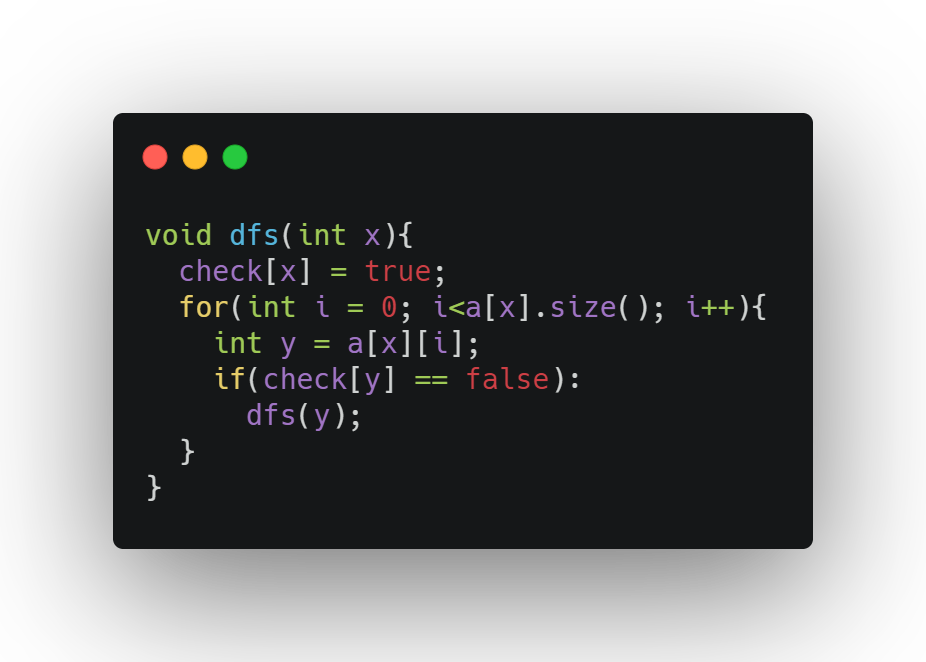 void dfs(int x){
  check[x] = true;
  for(int i = 0; i<a[x].size(); i++){
    int y = a[x][i];
    if(check[y] == false):
      dfs(y);
  }
}